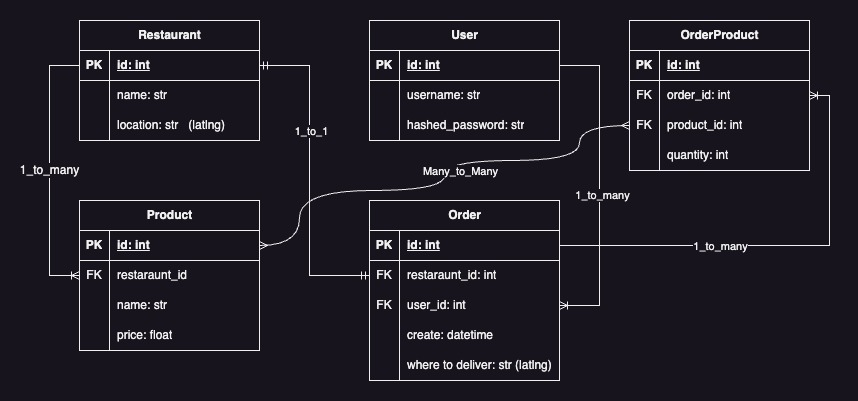 Restaurant
PK id: int
name: str
location: str (latlng)
User
PK id: int
username: str
hashed_password: str
OrderProduct
PK id: int
FK order_id: int
FK product_id: int
quantity: int
1_to_1
1_to_many
Many_to_Many
1_to_many
1_to_many
Product
PK id: int
FK restaraunt_id
name: str
price: float
Order
PK id: int
FK restaraunt_id: int
FK user_id: int
create: datetime
where to deliver: str (latlng)